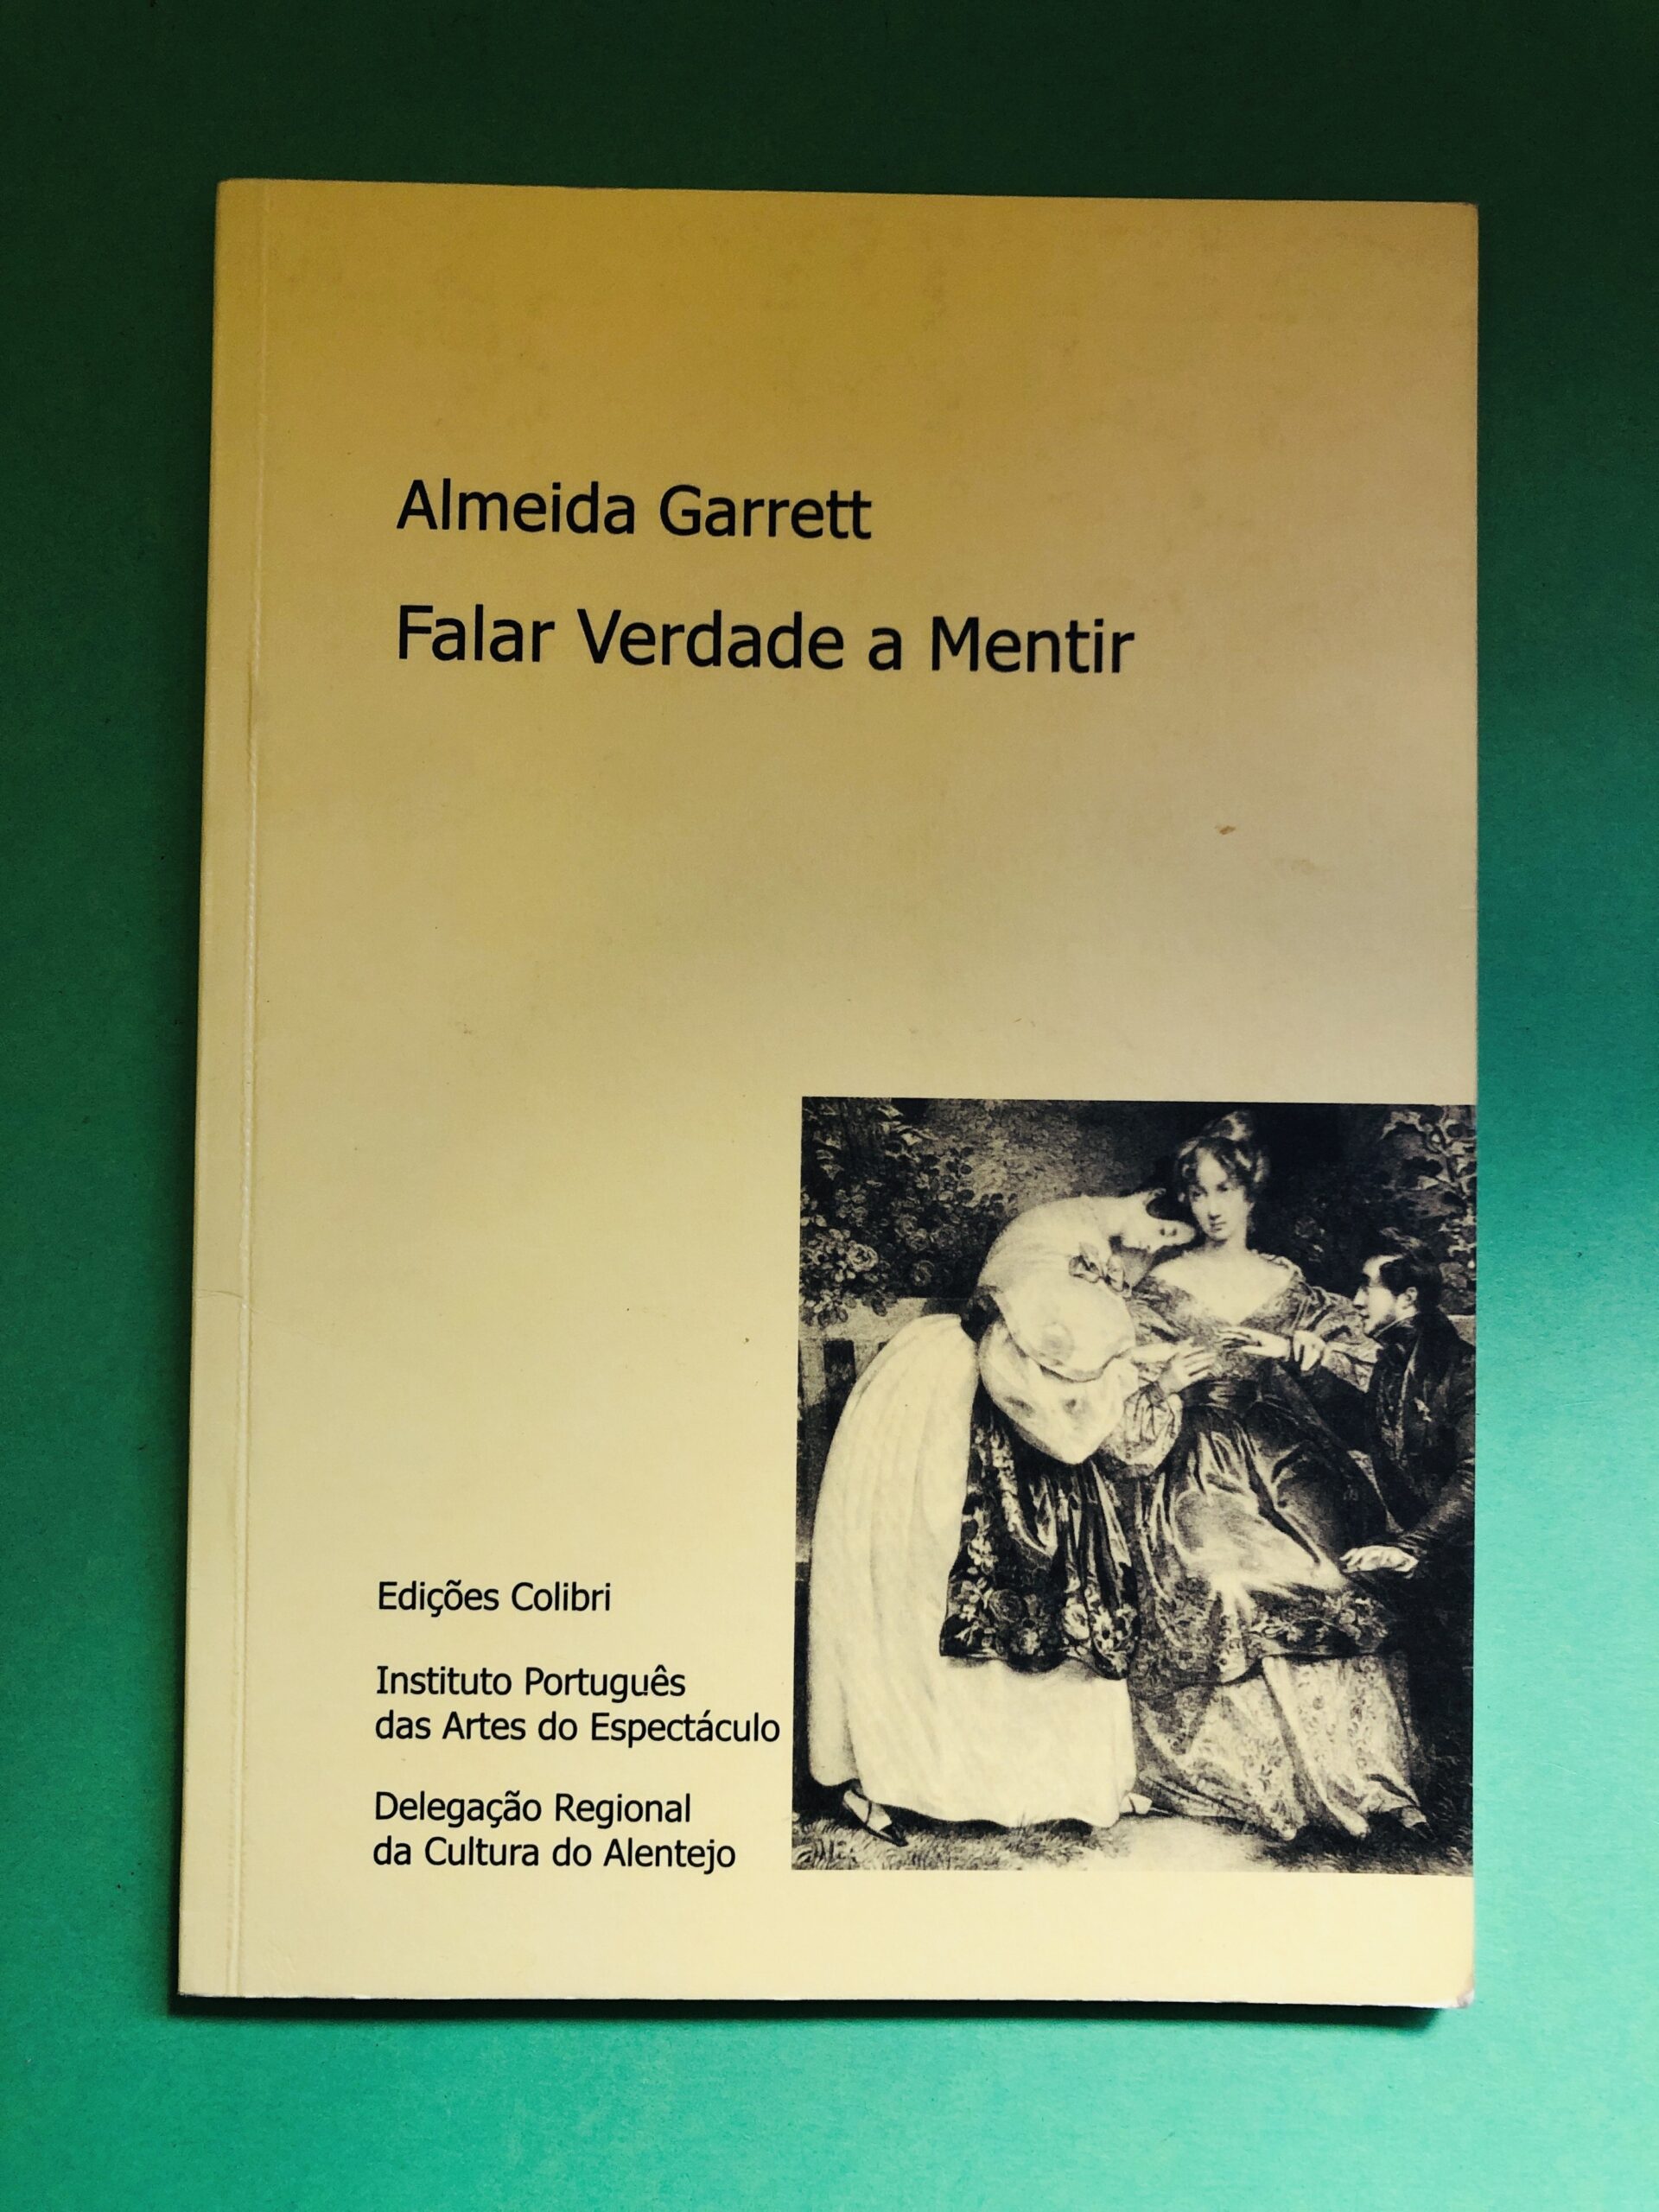 Almeida Garrett
Falar Verdade a Mentir
Edições Colibri
Instituto Português
das Artes do Espectáculo
Delegação Regional
da Cultura do Alentejo